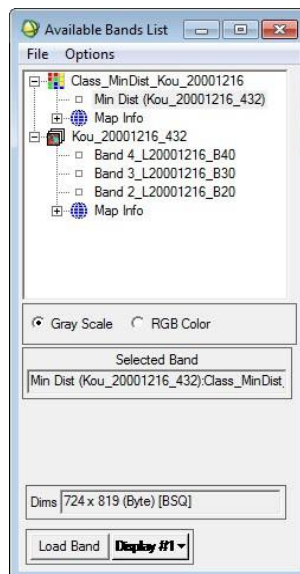 Available Bands List
File Options
Class_MinDist_Kou_20001216
Min Dist (Kou_20001216_432)
Map Info
Kou_20001216_432
Band 4_L20001216_B40
Band 3_L20001216_B30
Band 2_L20001216_B20
Map Info
Gray Scale RGB Color
Selected Band
Min Dist (Kou_20001216_432):Class_MinDist_
Dims 724 x 819 (Byte) [BSQ]
Load Band Display #1